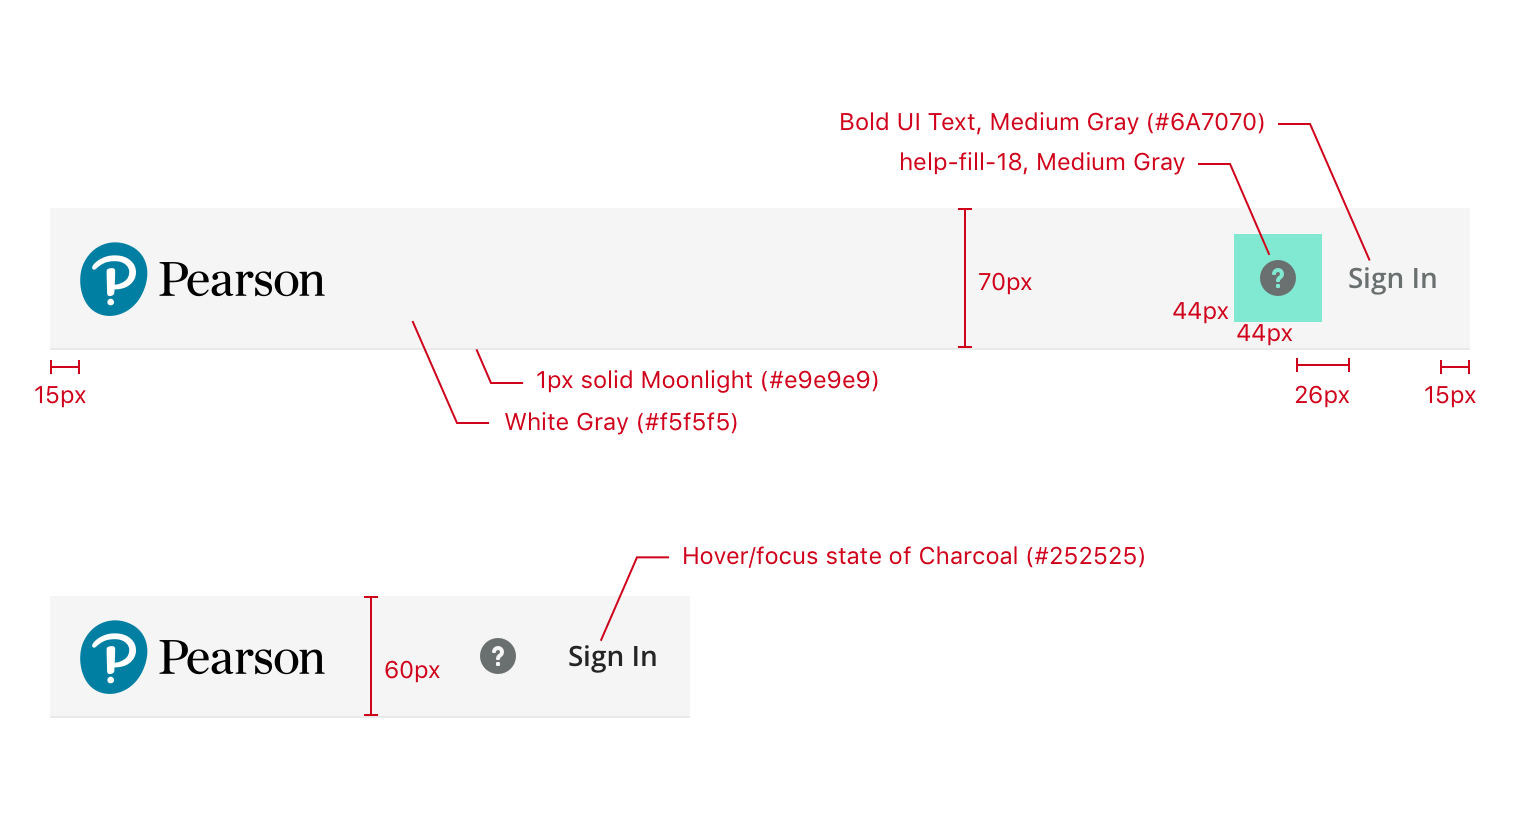 Bold UI Text, Medium Gray (#6A7070)
help-fill-18, Medium Gray
Pearson
70px
?
Sign In
44px
44px
15px
1px solid Moonlight (#e9e9e9)
26px
15px
White Gray (#f5f5f5)
Hover/focus state of Charcoal (#252525)
Pearson
60px
?
Sign In